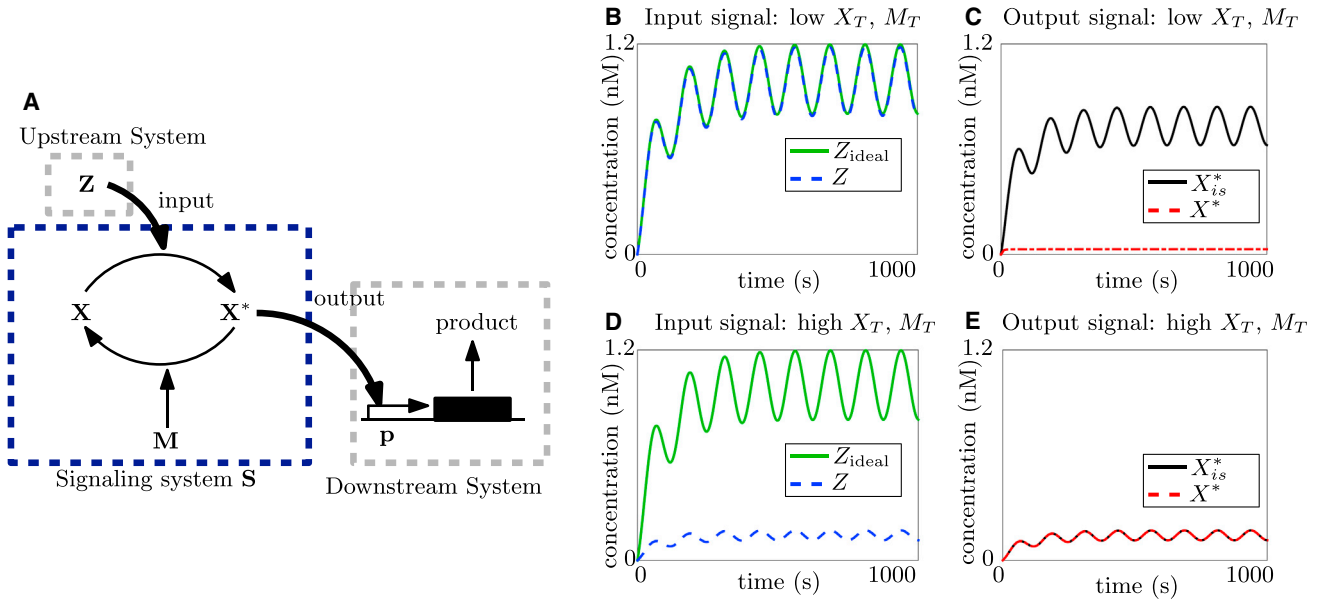 A
Upstream System
Z
input
X
X*
output
M
Signaling system S
product
p
Downstream System
B Input signal: low X_T, M_T
concentration (nM)
1.2
0
0
1000
time (s)
Z_ideal
Z
C Output signal: low X_T, M_T
concentration (nM)
1.2
0
0
1000
time (s)
X*_is
X*
D Input signal: high X_T, M_T
concentration (nM)
1.2
0
0
1000
time (s)
Z_ideal
Z
E Output signal: high X_T, M_T
concentration (nM)
1.2
0
0
1000
time (s)
X*_is
X*